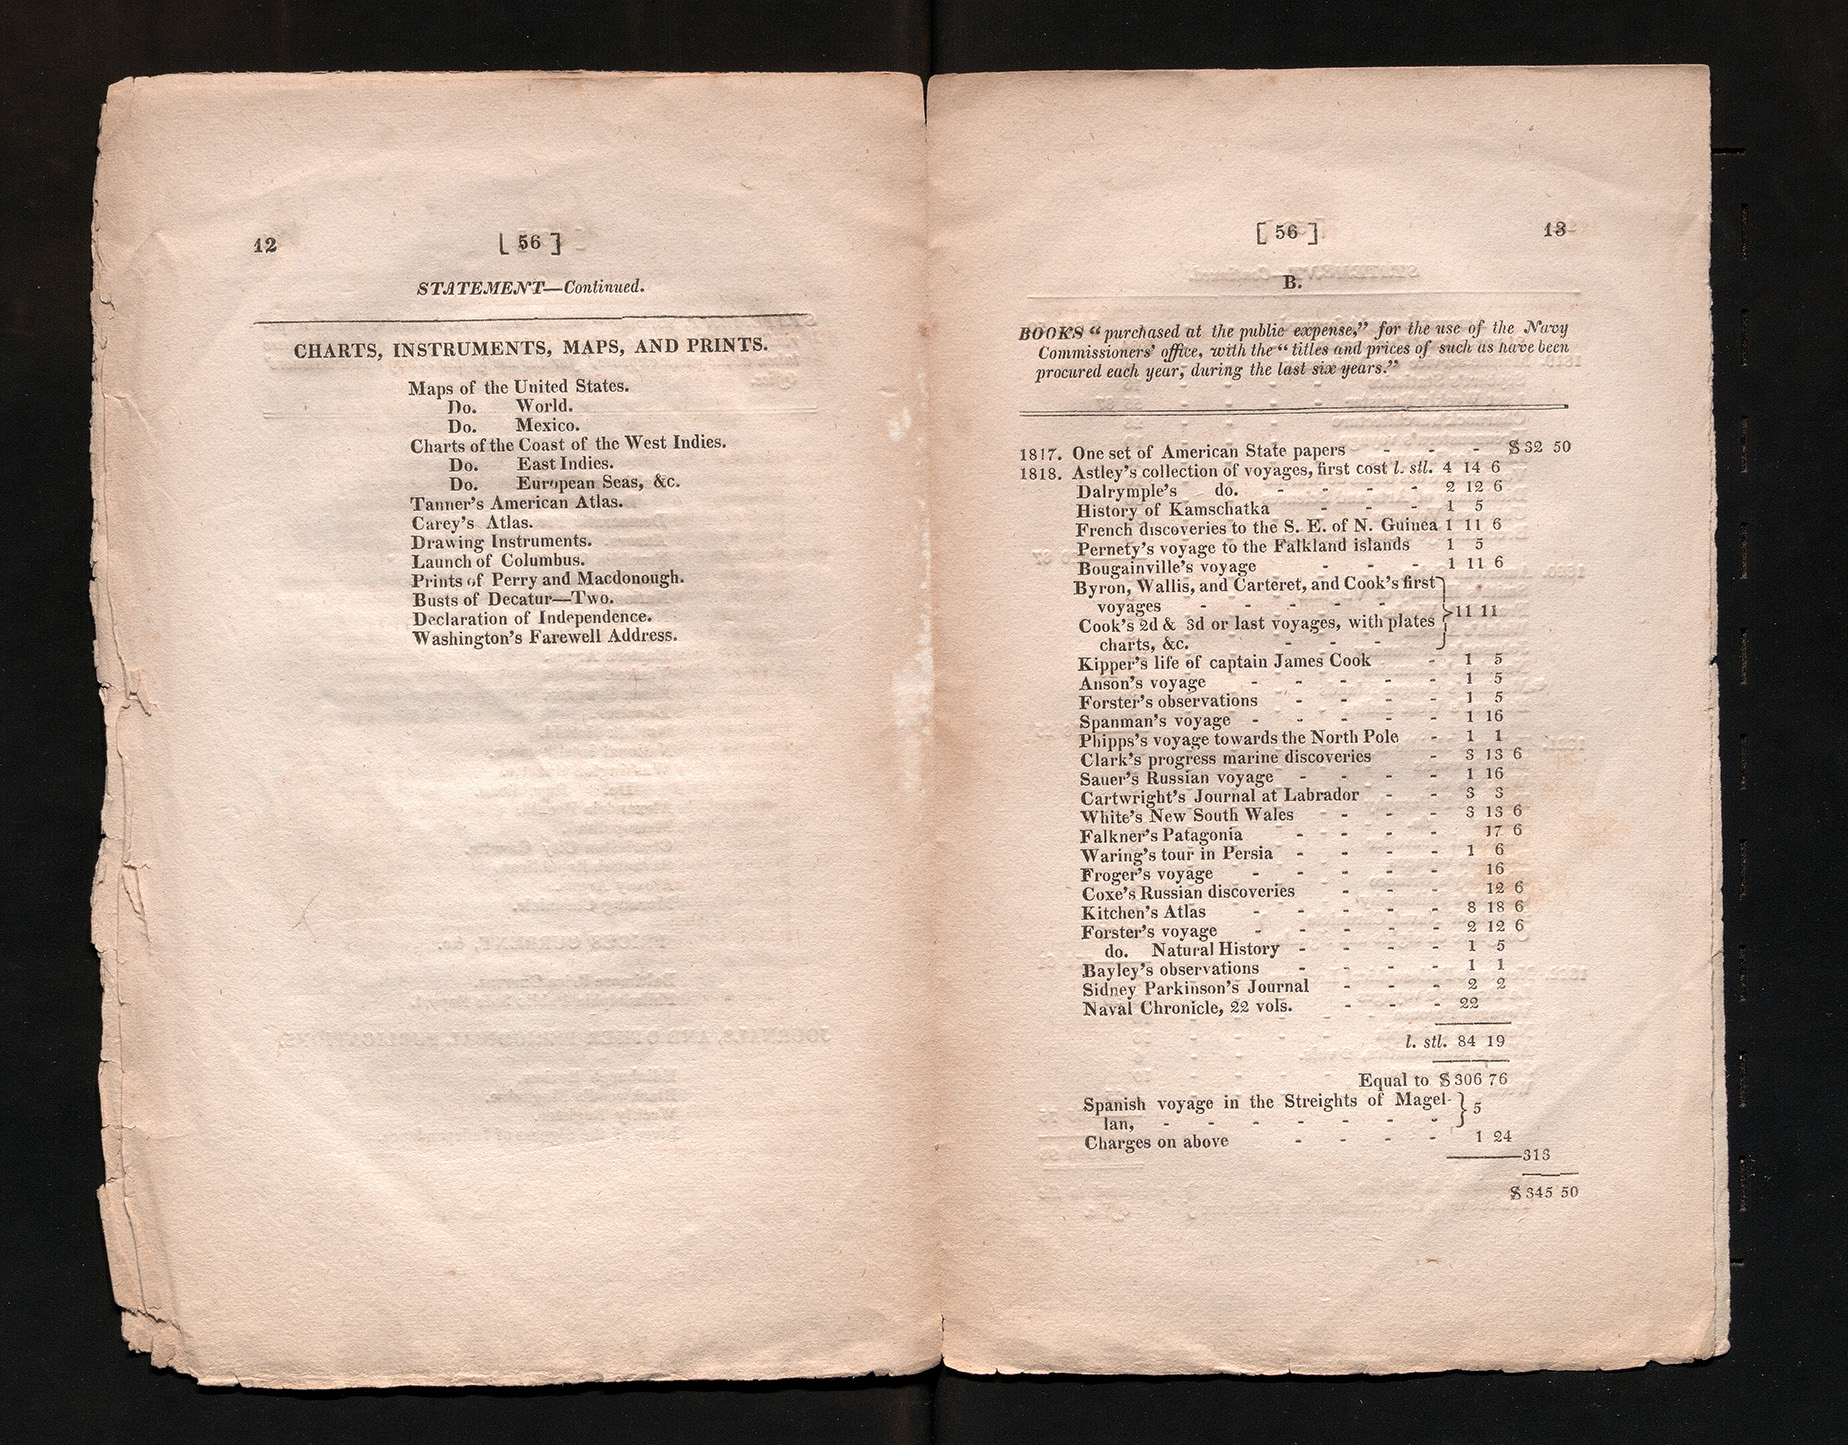 12 [ 56 ]
STATEMENT—Continued.
CHARTS, INSTRUMENTS, MAPS, AND PRINTS.
Maps of the United States.
Do. World.
Do. Mexico.
Charts of the Coast of the West Indies.
Do. East Indies.
Do. European Seas, &c.
Tanner's American Atlas.
Carey's Atlas.
Drawing Instruments.
Launch of Columbus.
Prints of Perry and Macdonough.
Busts of Decatur—Two.
Declaration of Independence.
Washington's Farewell Address.
[ 56 ] 13
B.
BOOKS "purchased at the public expense," for the use of the Navy
Commissioners' office, with the "titles and prices of such as have been
procured each year, during the last six years."
1817. One set of American State papers - - - $32 50
1818. Astley's collection of voyages, first cost l. stl. 4 14 6
Dalrymple's do. - - - - 2 12 6
History of Kamschatka - - - 1 5
French discoveries to the S. E. of N. Guinea 1 11 6
Pernety's voyage to the Falkland islands 1 5
Bougainville's voyage - - - 1 11 6
Byron, Wallis, and Carteret, and Cook's first
voyages - - - - -
} 11 11
Cook's 2d & 3d or last voyages, with plates
charts, &c. - - -
Kipper's life of captain James Cook - 1 5
Anson's voyage - - - - - 1 5
Forster's observations - - - - 1 5
Spanman's voyage - - - - - 1 16
Phipps's voyage towards the North Pole - 1 1
Clark's progress marine discoveries - 3 13 6
Sauer's Russian voyage - - - - 1 16
Cartwright's Journal at Labrador - - 3 3
White's New South Wales - - - 3 13 6
Falkner's Patagonia - - - - 17 6
Waring's tour in Persia - - - - 1 6
Froger's voyage - - - - - 16
Coxe's Russian discoveries - - - 12 6
Kitchen's Atlas - - - - - 8 18 6
Forster's voyage - - - - - 2 12 6
do. Natural History - - - - 1 5
Bayley's observations - - - - 1 1
Sidney Parkinson's Journal - - - 2 2
Naval Chronicle, 22 vols. - - - 22
l. stl. 84 19
Equal to $306 76
Spanish voyage in the Streights of Magel-
lan, - - - - - - - } 5
Charges on above - - - - 1 24
313
$345 50